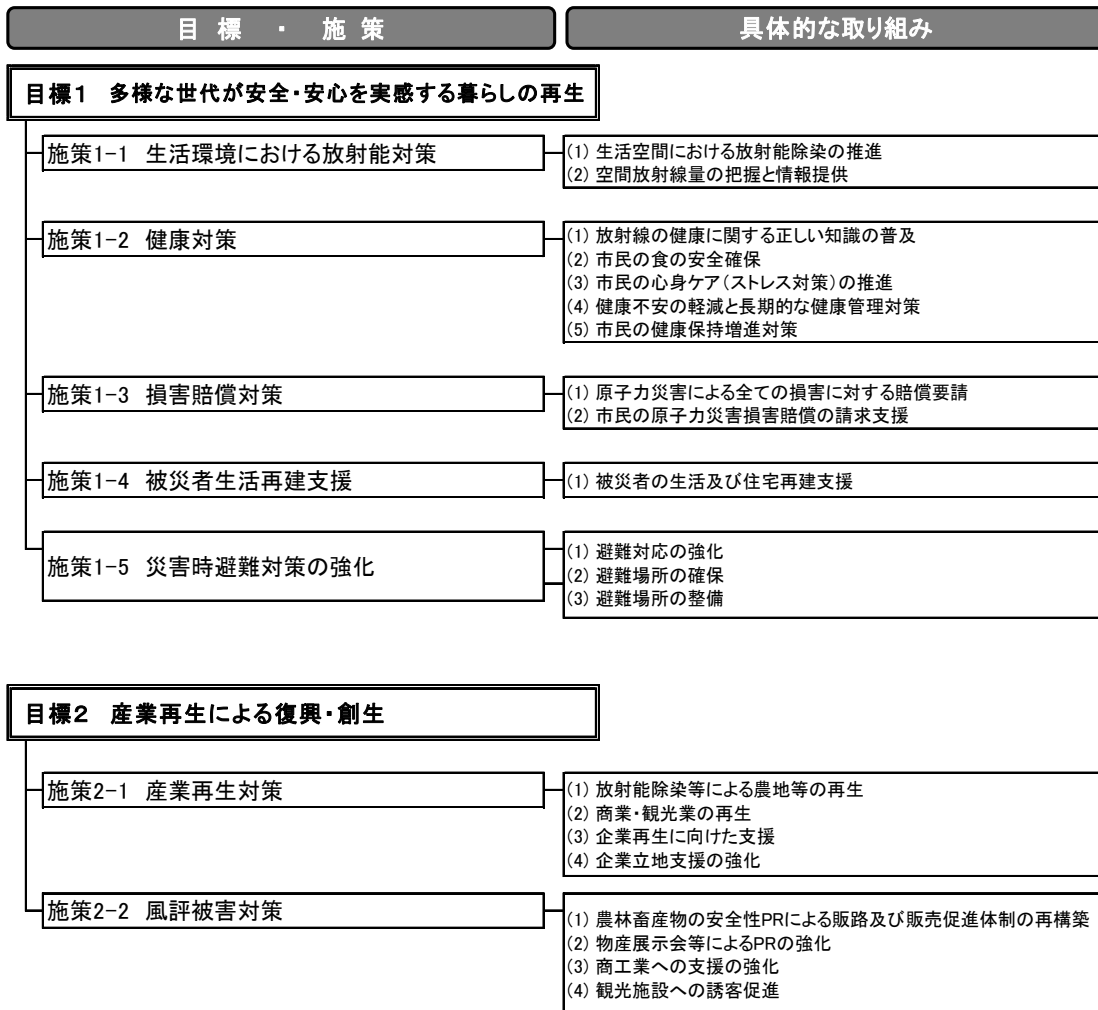 目 標 ・ 施 策
具体的な取り組み
目標１ 多様な世代が安全・安心を実感する暮らしの再生
施策1-1 生活環境における放射能対策
(1) 生活空間における放射能除染の推進
(2) 空間放射線量の把握と情報提供
施策1-2 健康対策
(1) 放射線の健康に関する正しい知識の普及
(2) 市民の食の安全確保
(3) 市民の心身ケア（ストレス対策）の推進
(4) 健康不安の軽減と長期的な健康管理対策
(5) 市民の健康保持増進対策
施策1-3 損害賠償対策
(1) 原子力災害による全ての損害に対する賠償要請
(2) 市民の原子力災害損害賠償の請求支援
施策1-4 被災者生活再建支援
(1) 被災者の生活及び住宅再建支援
施策1-5 災害時避難対策の強化
(1) 避難対応の強化
(2) 避難場所の確保
(3) 避難場所の整備
目標２ 産業再生による復興・創生
施策2-1 産業再生対策
(1) 放射能除染等による農地等の再生
(2) 商業・観光業の再生
(3) 企業再生に向けた支援
(4) 企業立地支援の強化
施策2-2 風評被害対策
(1) 農林畜産物の安全性PRによる販路及び販売促進体制の再構築
(2) 物産展示会等によるPRの強化
(3) 商工業への支援の強化
(4) 観光施設への誘客促進